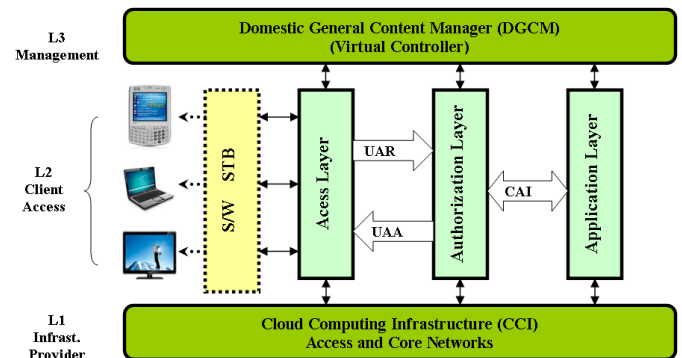 Domestic General Content Manager (DGCM)
(Virtual Controller)
L3
Management
L2
Client
Access
S/W STB
Acess Layer
UAR
UAA
Authorization Layer
CAI
Application Layer
L1
Infrast.
Provider
Cloud Computing Infrastructure (CCI)
Access and Core Networks